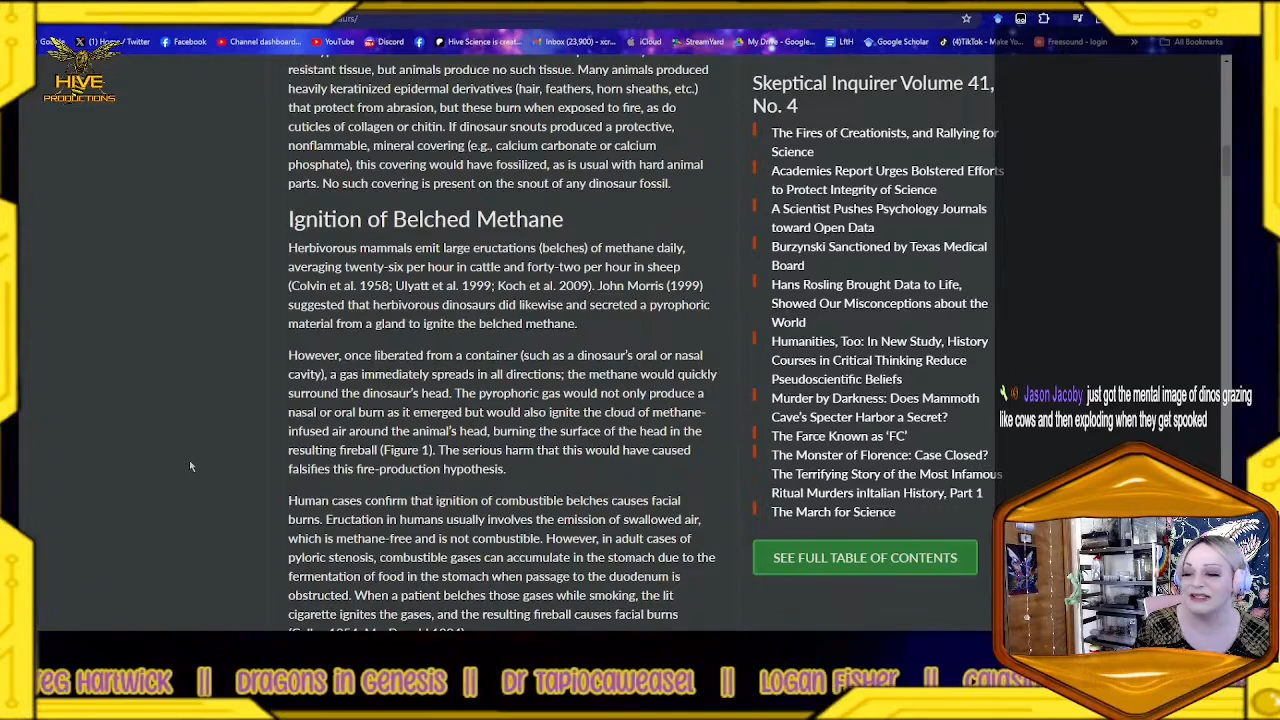 aurs/
(1) Home / Twitter
Facebook
Channel dashboard...
YouTube
Discord
Hive Science is creat...
Inbox (23,900) - xcr...
iCloud
StreamYard
My Drive - Google...
LftH
Google Scholar
(4)TikTok - Make Yo...
Freesound - login
All Bookmarks
HIVE
PRODUCTIONS
resistant tissue, but animals produce no such tissue. Many animals produced
heavily keratinized epidermal derivatives (hair, feathers, horn sheaths, etc.)
that protect from abrasion, but these burn when exposed to fire, as do
cuticles of collagen or chitin. If dinosaur snouts produced a protective,
nonflammable, mineral covering (e.g., calcium carbonate or calcium
phosphate), this covering would have fossilized, as is usual with hard animal
parts. No such covering is present on the snout of any dinosaur fossil.
Ignition of Belched Methane
Herbivorous mammals emit large eructations (belches) of methane daily,
averaging twenty-six per hour in cattle and forty-two per hour in sheep
(Colvin et al. 1958; Ulyatt et al. 1999; Koch et al. 2009). John Morris (1999)
suggested that herbivorous dinosaurs did likewise and secreted a pyrophoric
material from a gland to ignite the belched methane.
However, once liberated from a container (such as a dinosaur's oral or nasal
cavity), a gas immediately spreads in all directions; the methane would quickly
surround the dinosaur's head. The pyrophoric gas would not only produce a
nasal or oral burn as it emerged but would also ignite the cloud of methane-
infused air around the animal's head, burning the surface of the head in the
resulting fireball (Figure 1). The serious harm that this would have caused
falsifies this fire-production hypothesis.
Human cases confirm that ignition of combustible belches causes facial
burns. Eructation in humans usually involves the emission of swallowed air,
which is methane-free and is not combustible. However, in adult cases of
pyloric stenosis, combustible gases can accumulate in the stomach due to the
fermentation of food in the stomach when passage to the duodenum is
obstructed. When a patient belches those gases while smoking, the lit
cigarette ignites the gases, and the resulting fireball causes facial burns
Skeptical Inquirer Volume 41,
No. 4
The Fires of Creationists, and Rallying for
Science
Academies Report Urges Bolstered Efforts
to Protect Integrity of Science
A Scientist Pushes Psychology Journals
toward Open Data
Burzynski Sanctioned by Texas Medical
Board
Hans Rosling Brought Data to Life,
Showed Our Misconceptions about the
World
Humanities, Too: In New Study, History
Courses in Critical Thinking Reduce
Pseudoscientific Beliefs
Murder by Darkness: Does Mammoth
Cave's Specter Harbor a Secret?
The Farce Known as 'FC'
The Monster of Florence: Case Closed?
The Terrifying Story of the Most Infamous
Ritual Murders inItalian History, Part 1
The March for Science
SEE FULL TABLE OF CONTENTS
Jason Jacoby just got the mental image of dinos grazing
like cows and then exploding when they get spooked
reg Hartwick || Dragons in Genesis || Dr Tapiocaweasel || Logan Fisher ||